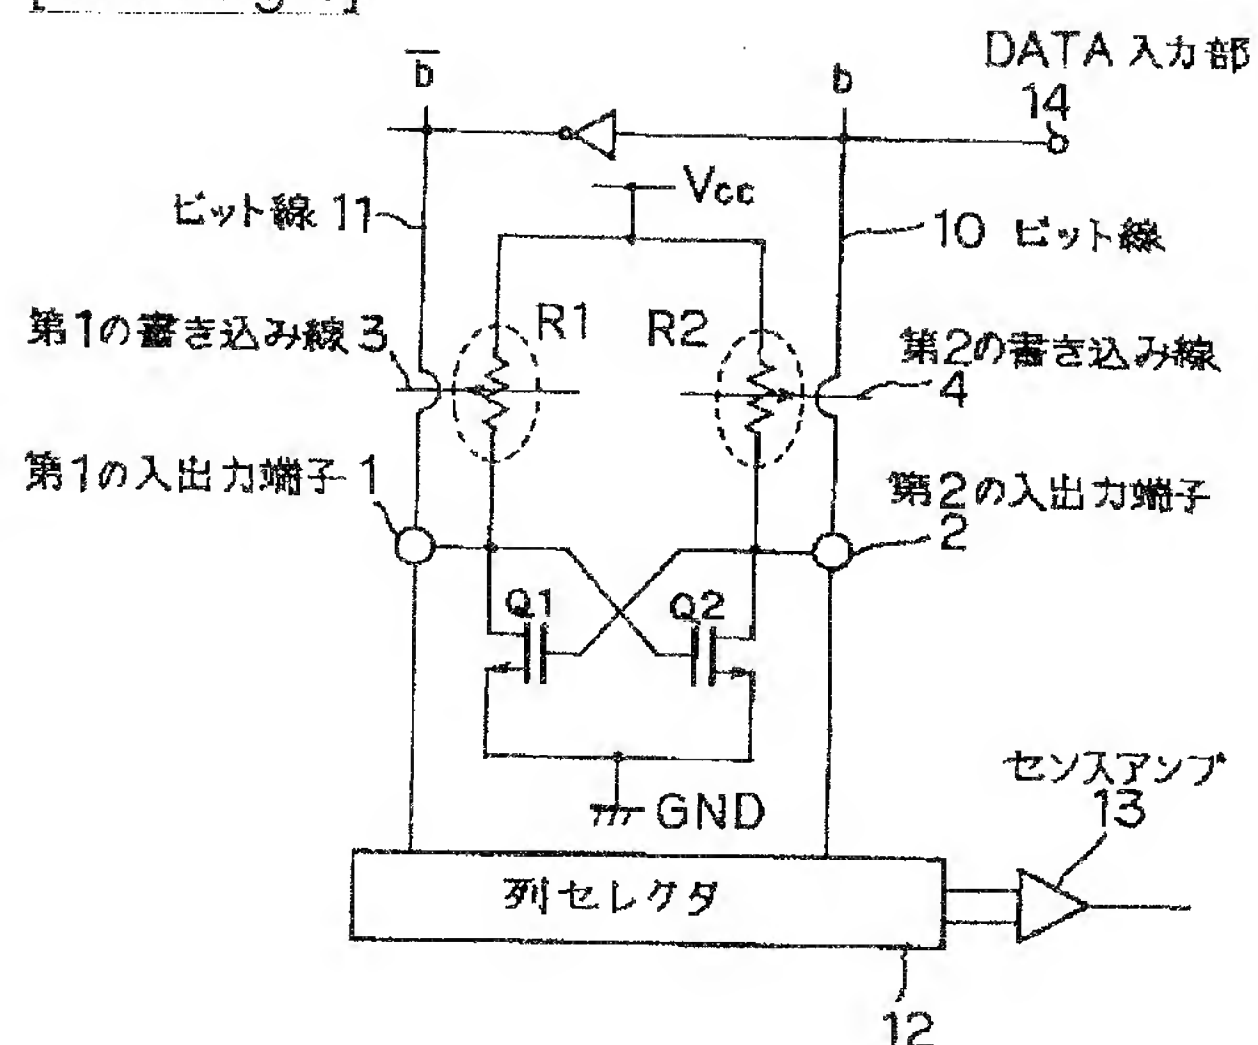 b̅
b
DATA 入力部
14
Vcc
ビット線 11
10 ビット線
R1
R2
第1の書き込み線 3
第2の書き込み線
4
第1の入出力端子 1
第2の入出力端子
2
Q1
Q2
GND
センスアンプ
13
列セレクタ
12